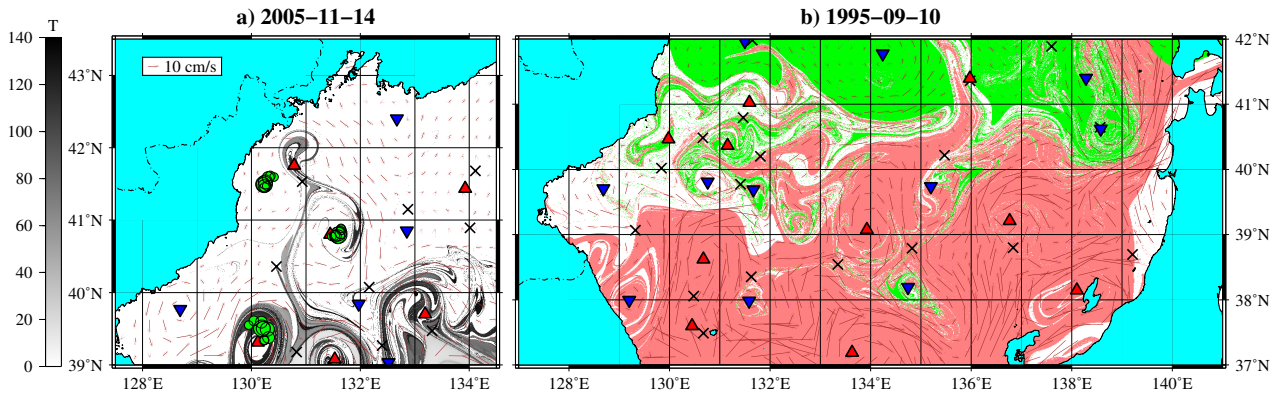 T
a) 2005−11−14
b) 1995−09−10
140
120
100
80
60
40
20
0
10 cm/s
43°N
42°N
41°N
40°N
39°N
128°E
130°E
132°E
134°E
42°N
41°N
40°N
39°N
38°N
37°N
128°E
130°E
132°E
134°E
136°E
138°E
140°E